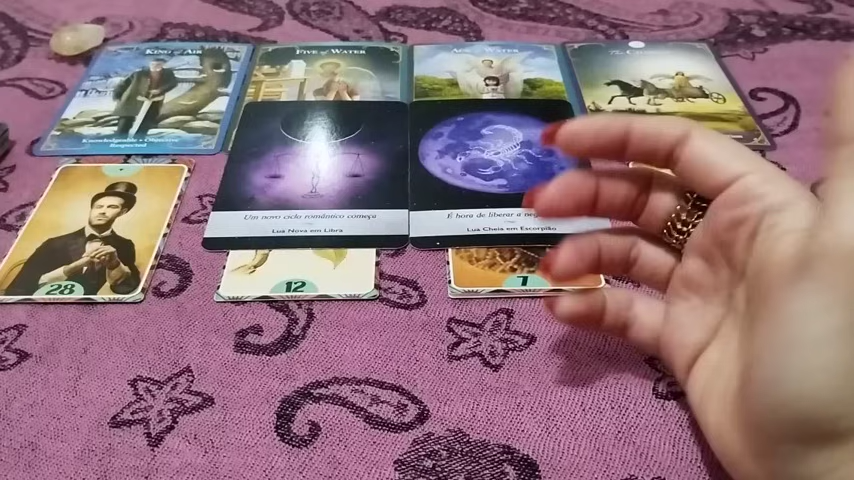 KING of AIR
FIVE of WATER
ACE of WATER
The
Knowledgeable • Objective
Respected
Um novo ciclo romântico começa
LUA NOVA EM LIBRA
É hora de liberar a
LUA CHEIA EM ESCORPIÃO
28
12
7